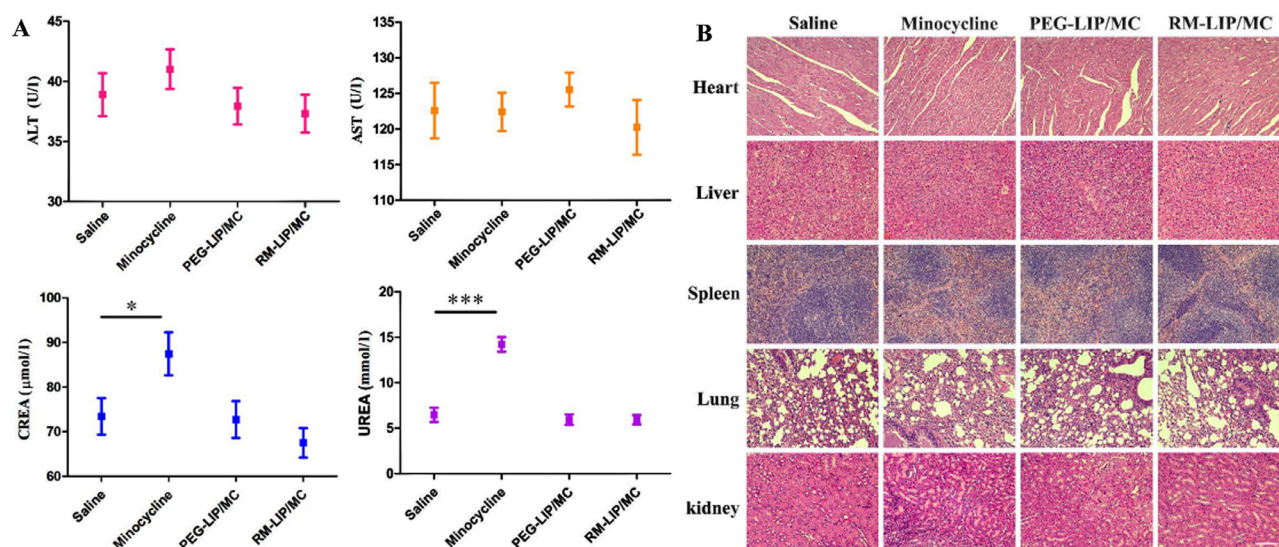 A
ALT (U/l)
45
40
35
30
Saline
Minocycline
PEG-LIP/MC
RM-LIP/MC
AST (U/l)
135
130
125
120
115
110
Saline
Minocycline
PEG-LIP/MC
RM-LIP/MC
CREA (μmol/l)
100
90
80
70
60
*
Saline
Minocycline
PEG-LIP/MC
RM-LIP/MC
UREA (mmol/l)
20
15
10
5
0
***
Saline
Minocycline
PEG-LIP/MC
RM-LIP/MC
B
Saline Minocycline PEG-LIP/MC RM-LIP/MC
Heart
Liver
Spleen
Lung
kidney